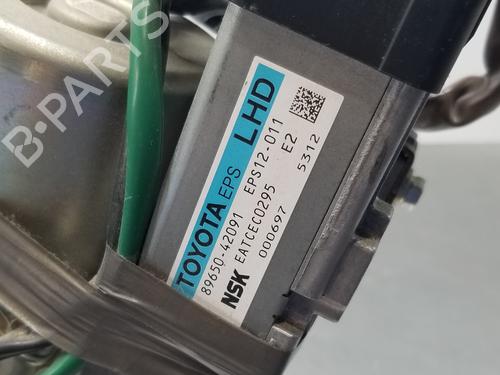 TOYOTA EPS LHD
89650-42091 EPS12-011
NSK EATCEC0295 E2
000697 5312
B-PARTS